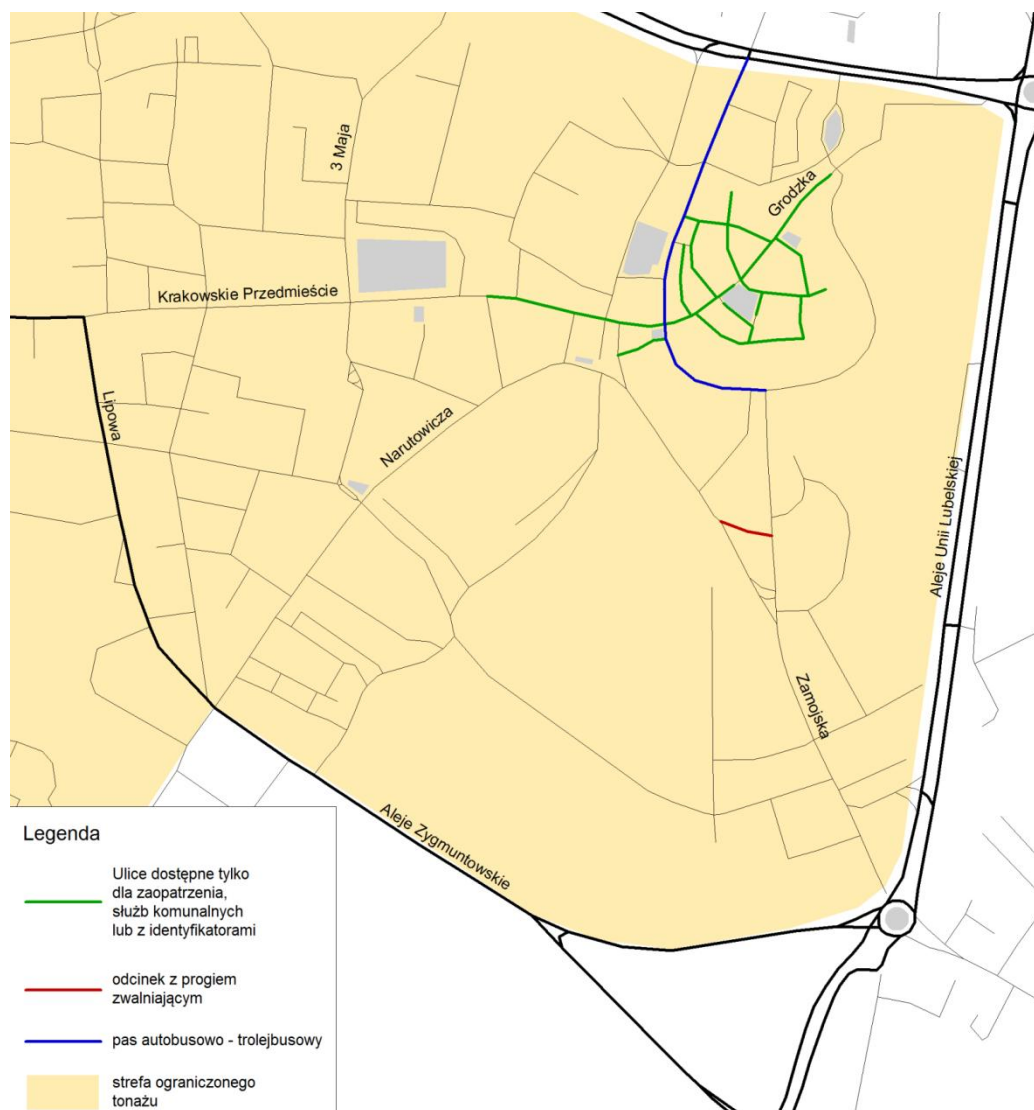 3 Maja
Grodzka
Krakowskie Przedmieście
Lipowa
Narutowicza
Aleje Unii Lubelskiej
Zamojska
Aleje Zygmuntowskie
Legenda
Ulice dostępne tylko
dla zaopatrzenia,
służb komunalnych
lub z identyfikatorami
odcinek z progiem
zwalniającym
pas autobusowo - trolejbusowy
strefa ograniczonego
tonażu